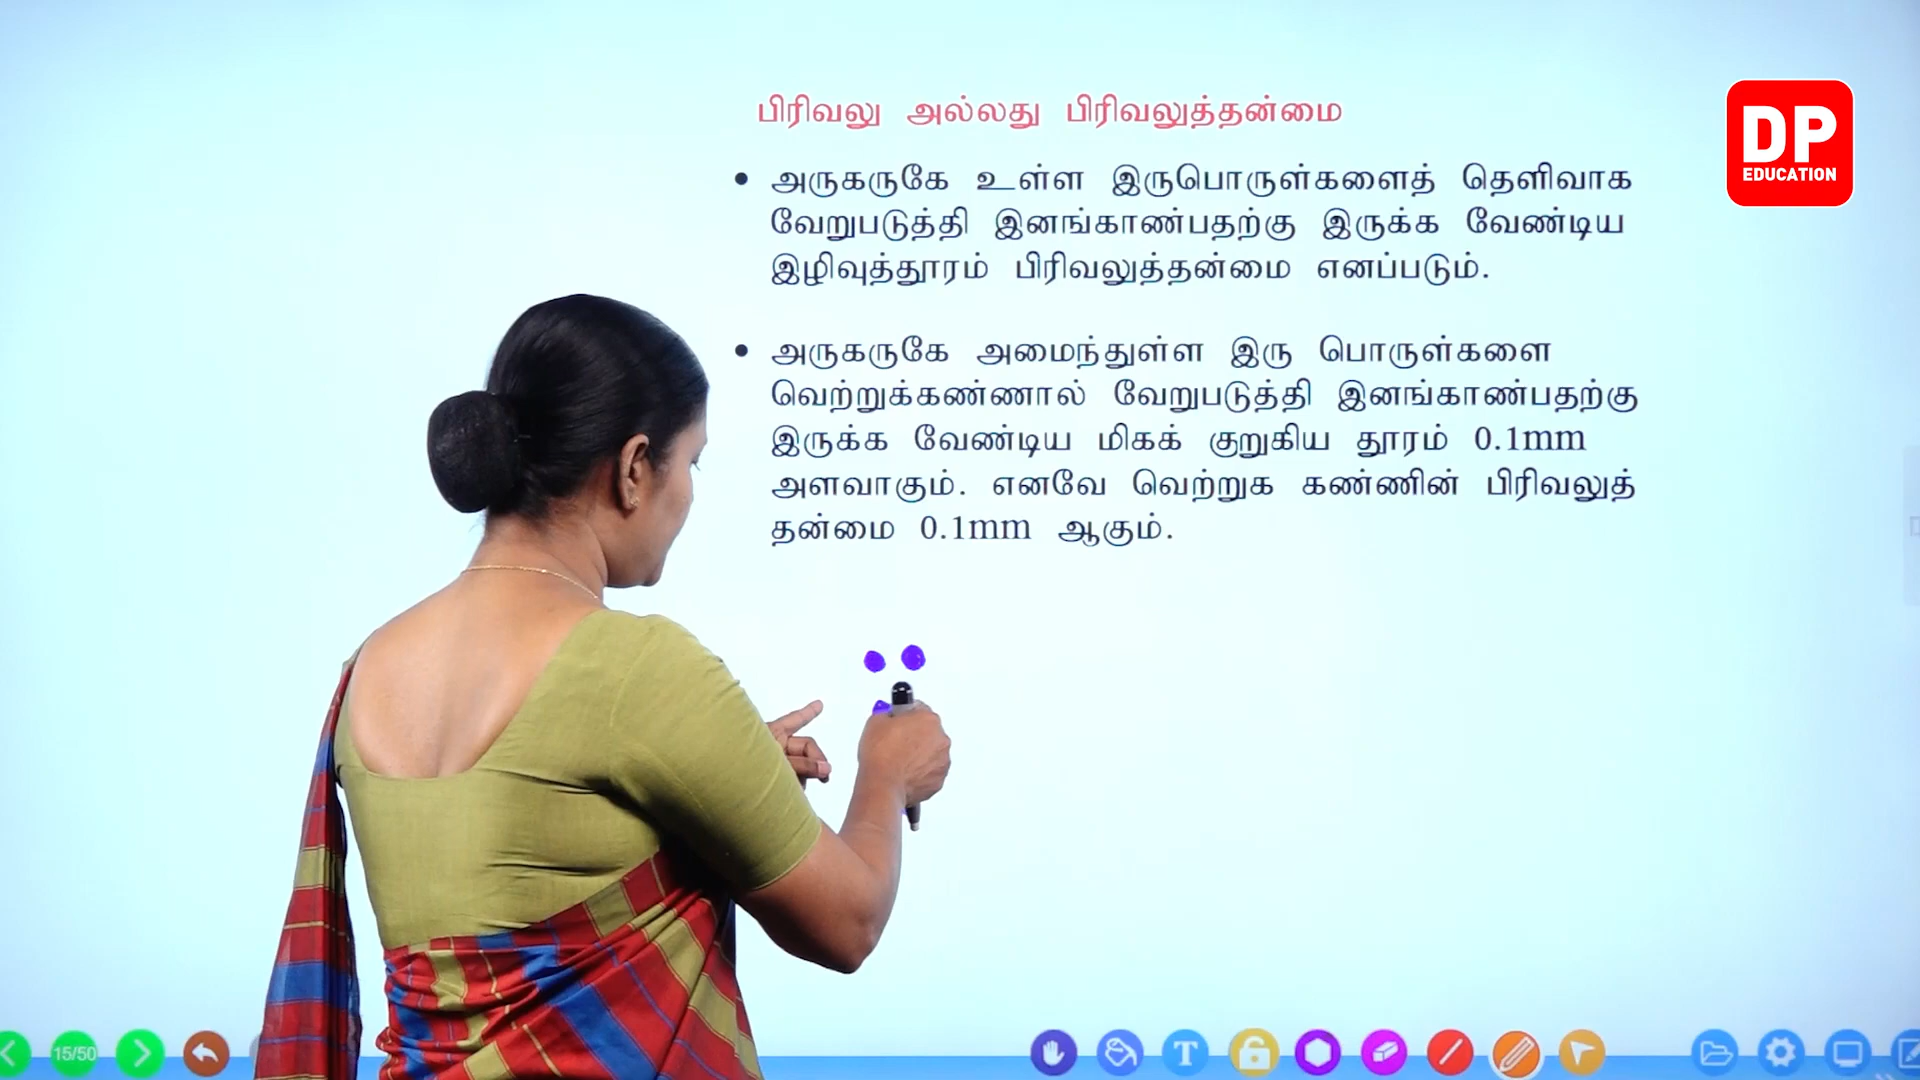 பிரிவலு அல்லது பிரிவலுத்தன்மை
• அருகருகே உள்ள இருபொருள்களைத் தெளிவாக
வேறுபடுத்தி இனங்காண்பதற்கு இருக்க வேண்டிய
இழிவுத்தூரம் பிரிவலுத்தன்மை எனப்படும்.
• அருகருகே அமைந்துள்ள இரு பொருள்களை
வெற்றுக்கண்ணால் வேறுபடுத்தி இனங்காண்பதற்கு
இருக்க வேண்டிய மிகக் குறுகிய தூரம் 0.1mm
அளவாகும். எனவே வெற்றுக கண்ணின் பிரிவலுத்
தன்மை 0.1mm ஆகும்.
DP
EDUCATION
15/50
T